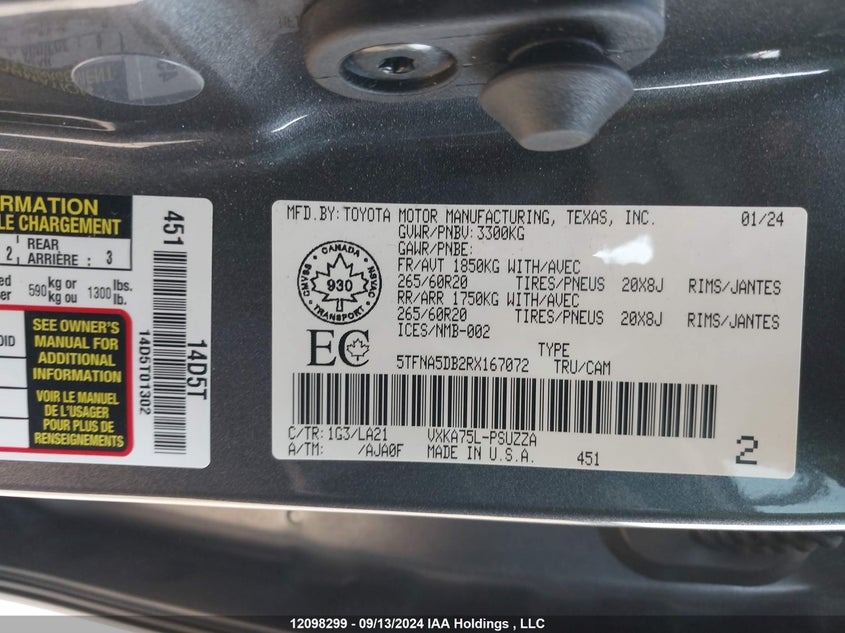 RMATION
LE CHARGEMENT
2, REAR ARRIÈRE : 3
590 kg or kg ou 1300 lbs. lb.
SEE OWNER'S
MANUAL FOR
ADDITIONAL
INFORMATION
VOIR LE MANUEL
DE L'USAGER
POUR PLUS DE
RENSEIGNEMENTS
451
14D5T
14D5T01302
MFD.BY:TOYOTA MOTOR MANUFACTURING, TEXAS, INC. 01/24
GVWR/PNBV:3300KG
GAWR/PNBE:
FR/AVT 1850KG WITH/AVEC
265/60R20 TIRES/PNEUS 20X8J RIMS/JANTES
RR/ARR 1750KG WITH/AVEC
265/60R20 TIRES/PNEUS 20X8J RIMS/JANTES
ICES/NMB-002
CANADA
CMVSS 930 NSVAC
TRANSPORT
EC
TYPE
5TFNA5DB2RX167072 TRU/CAM
C/TR:1G3/LA21 VXKA75L-PSUZZA
A/TM: /AJA0F MADE IN U.S.A. 451 2
12098299 - 09/13/2024 IAA Holdings , LLC